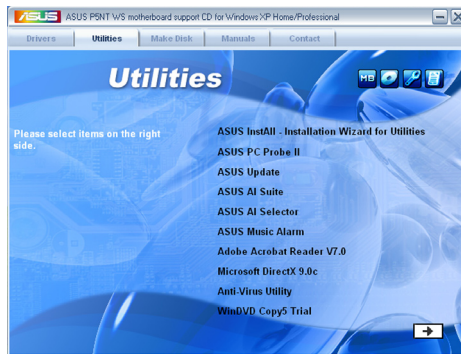 ASUS ASUS P5NT WS motherboard support CD for Windows XP Home/Professional
Drivers Utilities Make Disk Manuals Contact
Utilities
MB
Please select items on the right
side.
ASUS InstAll - Installation Wizard for Utilities
ASUS PC Probe II
ASUS Update
ASUS AI Suite
ASUS AI Selector
ASUS Music Alarm
Adobe Acrobat Reader V7.0
Microsoft DirectX 9.0c
Anti-Virus Utility
WinDVD Copy5 Trial